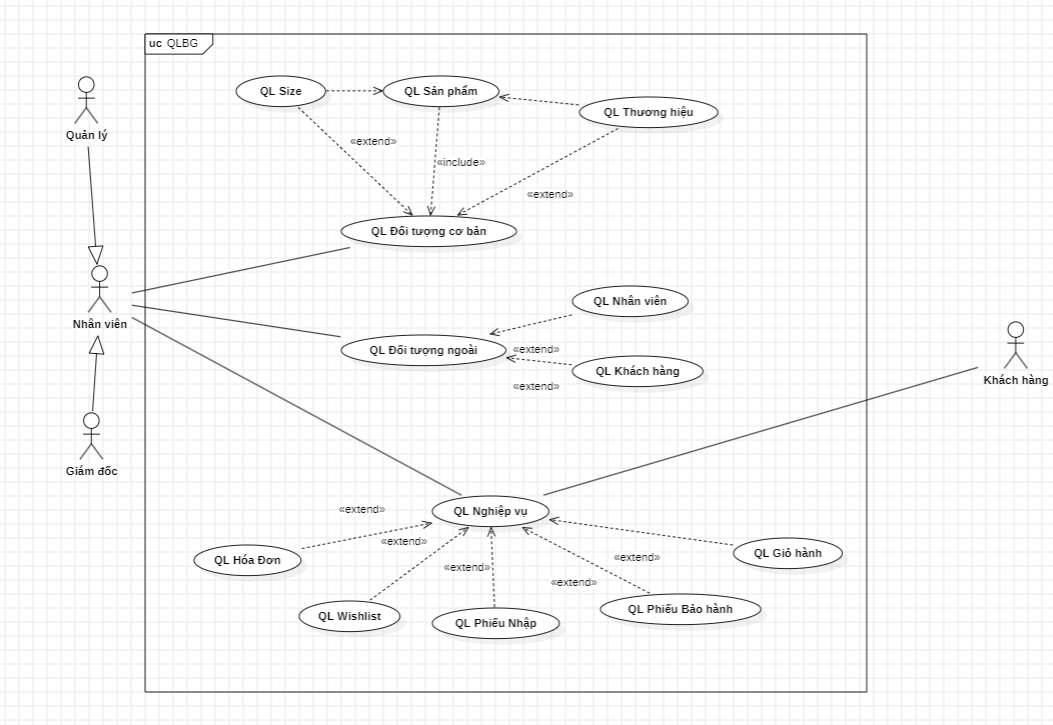 uc QLBG
QL Size
QL Sản phẩm
QL Thương hiệu
Quản lý
«extend»
«include»
«extend»
QL Đối tượng cơ bản
Nhân viên
QL Nhân viên
QL Đối tượng ngoài
«extend»
QL Khách hàng
«extend»
Khách hàng
Giám đốc
QL Nghiệp vụ
«extend»
«extend»
«extend»
«extend»
«extend»
QL Hóa Đơn
QL Giỏ hành
QL Wishlist
QL Phiếu Nhập
QL Phiếu Bảo hành